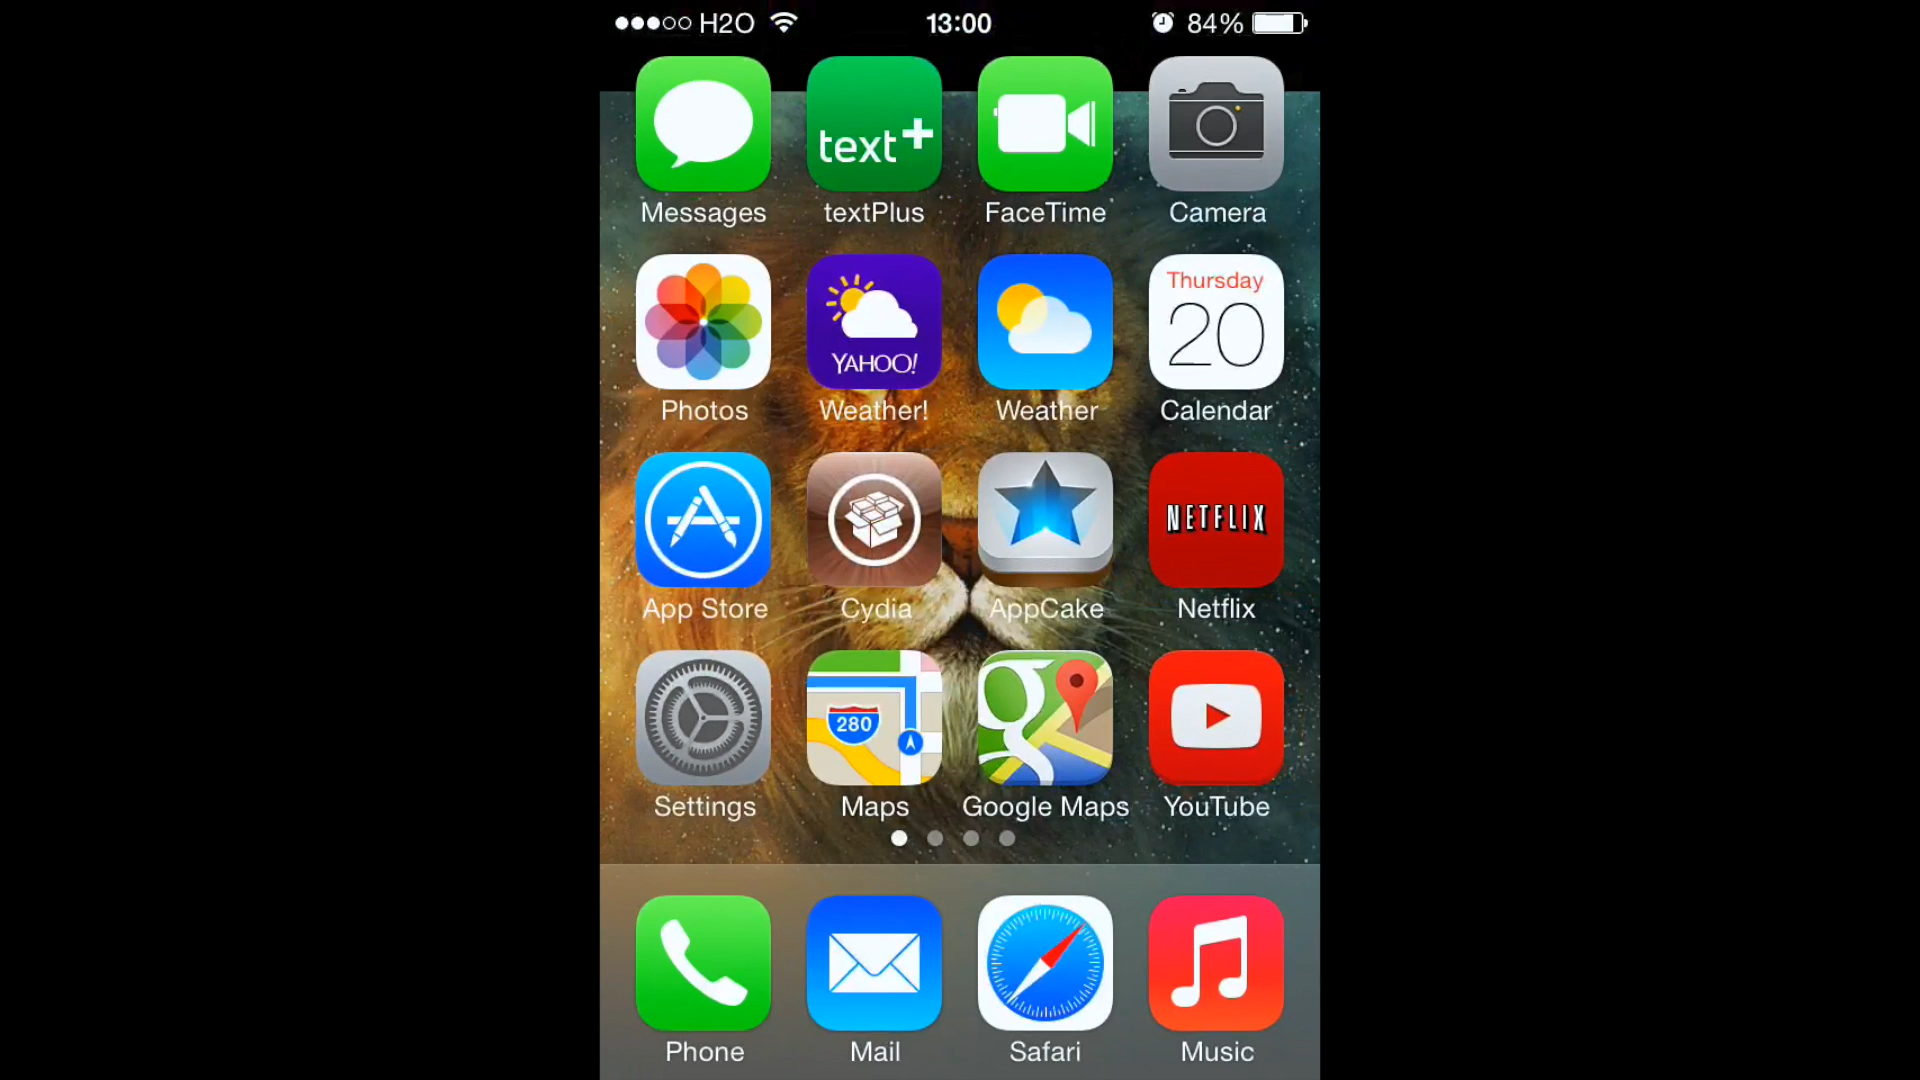 H2O 13:00 84%
text+
Messages textPlus FaceTime Camera
Thursday
20
YAHOO!
Photos Weather! Weather Calendar
NETFLIX
App Store Cydia AppCake Netflix
280
g
Settings Maps Google Maps YouTube
Phone Mail Safari Music